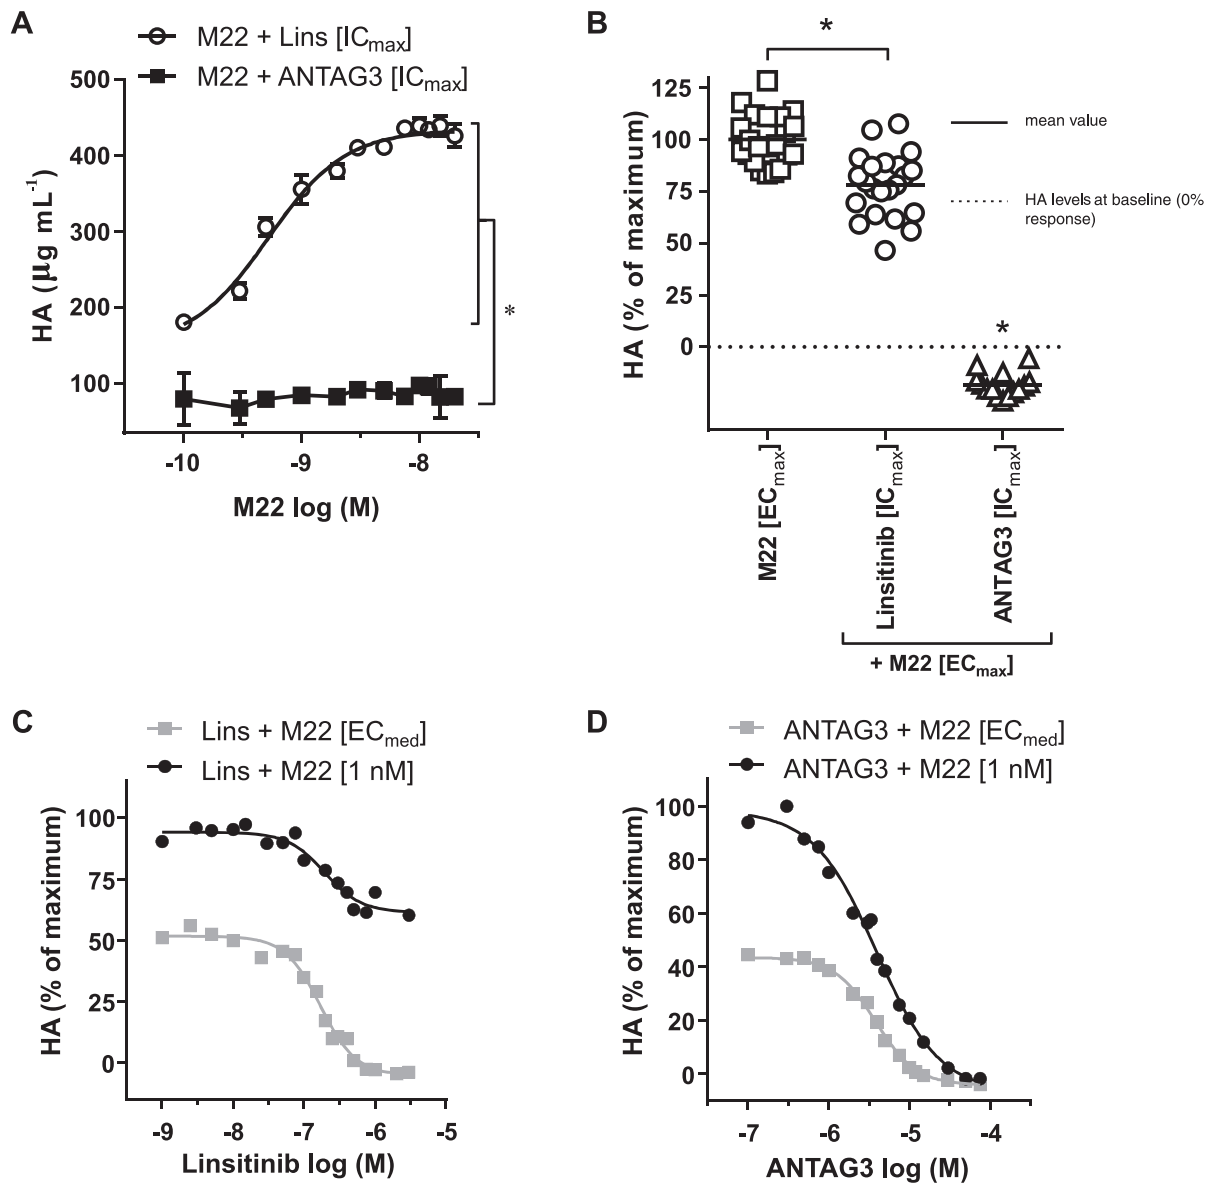 A
M22 + Lins [ICmax]
M22 + ANTAG3 [ICmax]
500
400
300
200
100
HA (μg mL-1)
*
-10 -9 -8
M22 log (M)
B
*
125
100
75
50
25
0
HA (% of maximum)
mean value
HA levels at baseline (0%
response)
*
M22 [ECmax]
Linsitinib [ICmax]
ANTAG3 [ICmax]
+ M22 [ECmax]
C
Lins + M22 [ECmed]
Lins + M22 [1 nM]
100
75
50
25
0
HA (% of maximum)
-9 -8 -7 -6 -5
Linsitinib log (M)
D
ANTAG3 + M22 [ECmed]
ANTAG3 + M22 [1 nM]
100
80
60
40
20
0
HA (% of maximum)
-7 -6 -5 -4
ANTAG3 log (M)